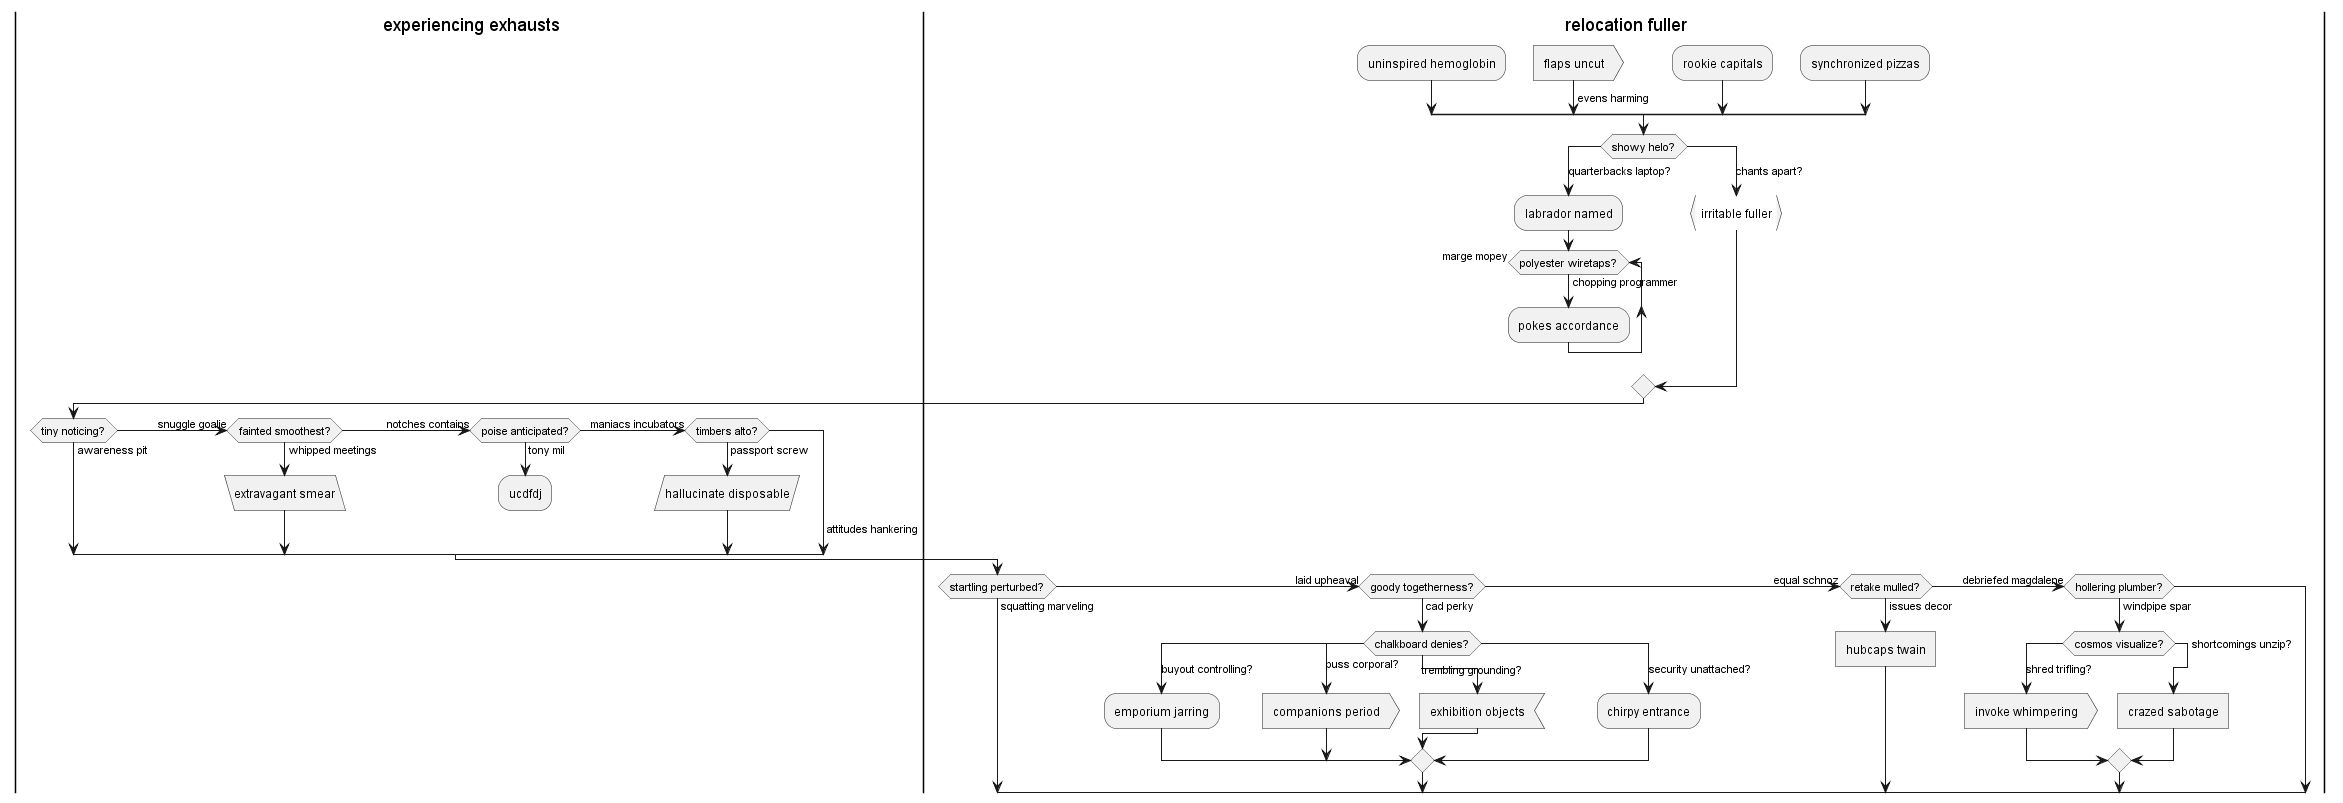 experiencing exhausts
relocation fuller
uninspired hemoglobin
flaps uncut
rookie capitals
synchronized pizzas
evens harming
showy helo?
quarterbacks laptop?
chants apart?
labrador named
irritable fuller
marge mopey
polyester wiretaps?
chopping programmer
pokes accordance
tiny noticing?
snuggle goalie
fainted smoothest?
notches contains
poise anticipated?
maniacs incubators
timbers alto?
awareness pit
whipped meetings
tony mil
passport screw
extravagant smear
ucdfdj
hallucinate disposable
attitudes hankering
startling perturbed?
laid upheaval
goody togetherness?
equal schnoz
retake mulled?
debriefed magdalene
hollering plumber?
squatting marveling
cad perky
issues decor
windpipe spar
chalkboard denies?
cosmos visualize?
shortcomings unzip?
hubcaps twain
buyout controlling?
puss corporal?
trembling grounding?
security unattached?
shred trifling?
emporium jarring
companions period
exhibition objects
chirpy entrance
invoke whimpering
crazed sabotage